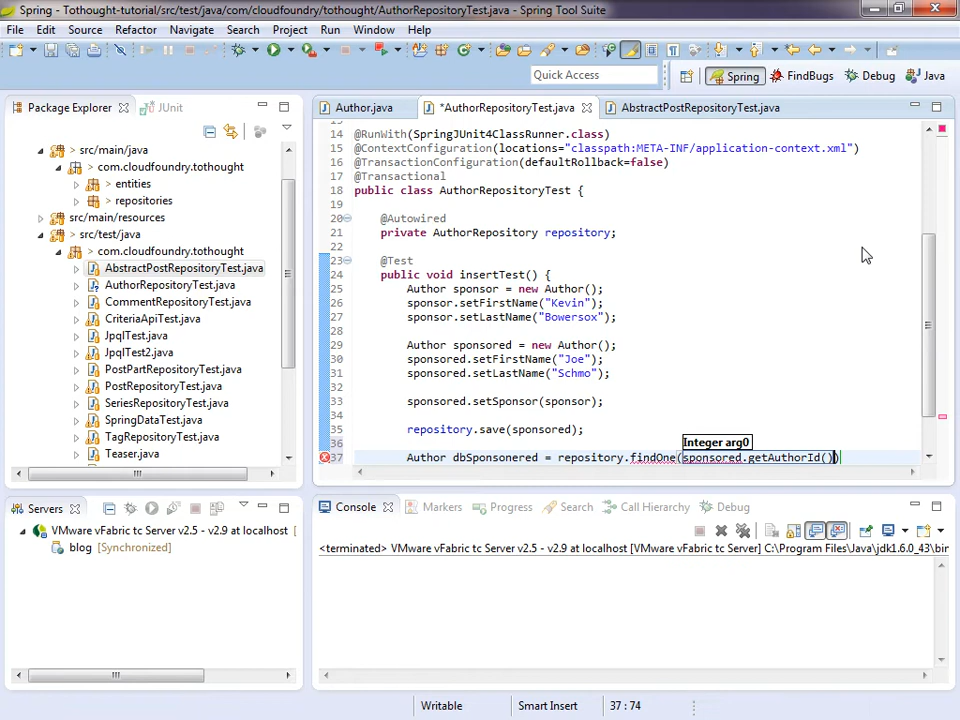 Spring - Tothought-tutorial/src/test/java/com/cloudfoundry/tothought/AuthorRepositoryTest.java - Spring Tool Suite
File Edit Source Refactor Navigate Search Project Run Window Help
Quick Access
Spring FindBugs Debug Java
Package Explorer JUnit
src/main/java
> com.cloudfoundry.tothought
> entities
> repositories
src/main/resources
> src/test/java
> com.cloudfoundry.tothought
AbstractPostRepositoryTest.java
AuthorRepositoryTest.java
CommentRepositoryTest.java
CriteriaApiTest.java
JpqlTest.java
JpqlTest2.java
PostPartRepositoryTest.java
PostRepositoryTest.java
SeriesRepositoryTest.java
SpringDataTest.java
TagRepositoryTest.java
Teaser.java
Servers
VMware vFabric tc Server v2.5 - v2.9 at localhost [
blog [Synchronized]
Author.java *AuthorRepositoryTest.java AbstractPostRepositoryTest.java
14 @RunWith(SpringJUnit4ClassRunner.class)
15 @ContextConfiguration(locations="classpath:META-INF/application-context.xml")
16 @TransactionConfiguration(defaultRollback=false)
17 @Transactional
18 public class AuthorRepositoryTest {
19
20 @Autowired
21 private AuthorRepository repository;
22
23 @Test
24 public void insertTest() {
25 Author sponsor = new Author();
26 sponsor.setFirstName("Kevin");
27 sponsor.setLastName("Bowersox");
28
29 Author sponsored = new Author();
30 sponsored.setFirstName("Joe");
31 sponsored.setLastName("Schmo");
32
33 sponsored.setSponsor(sponsor);
34
35 repository.save(sponsored);
36
Integer arg0
37 Author dbSponsonered = repository.findOne(sponsored.getAuthorId())
Console Markers Progress Search Call Hierarchy Debug
<terminated> VMware vFabric tc Server v2.5 - v2.9 at localhost [VMware vFabric tc Server] C:\Program Files\Java\jdk1.6.0_43\bin
Writable Smart Insert 37 : 74